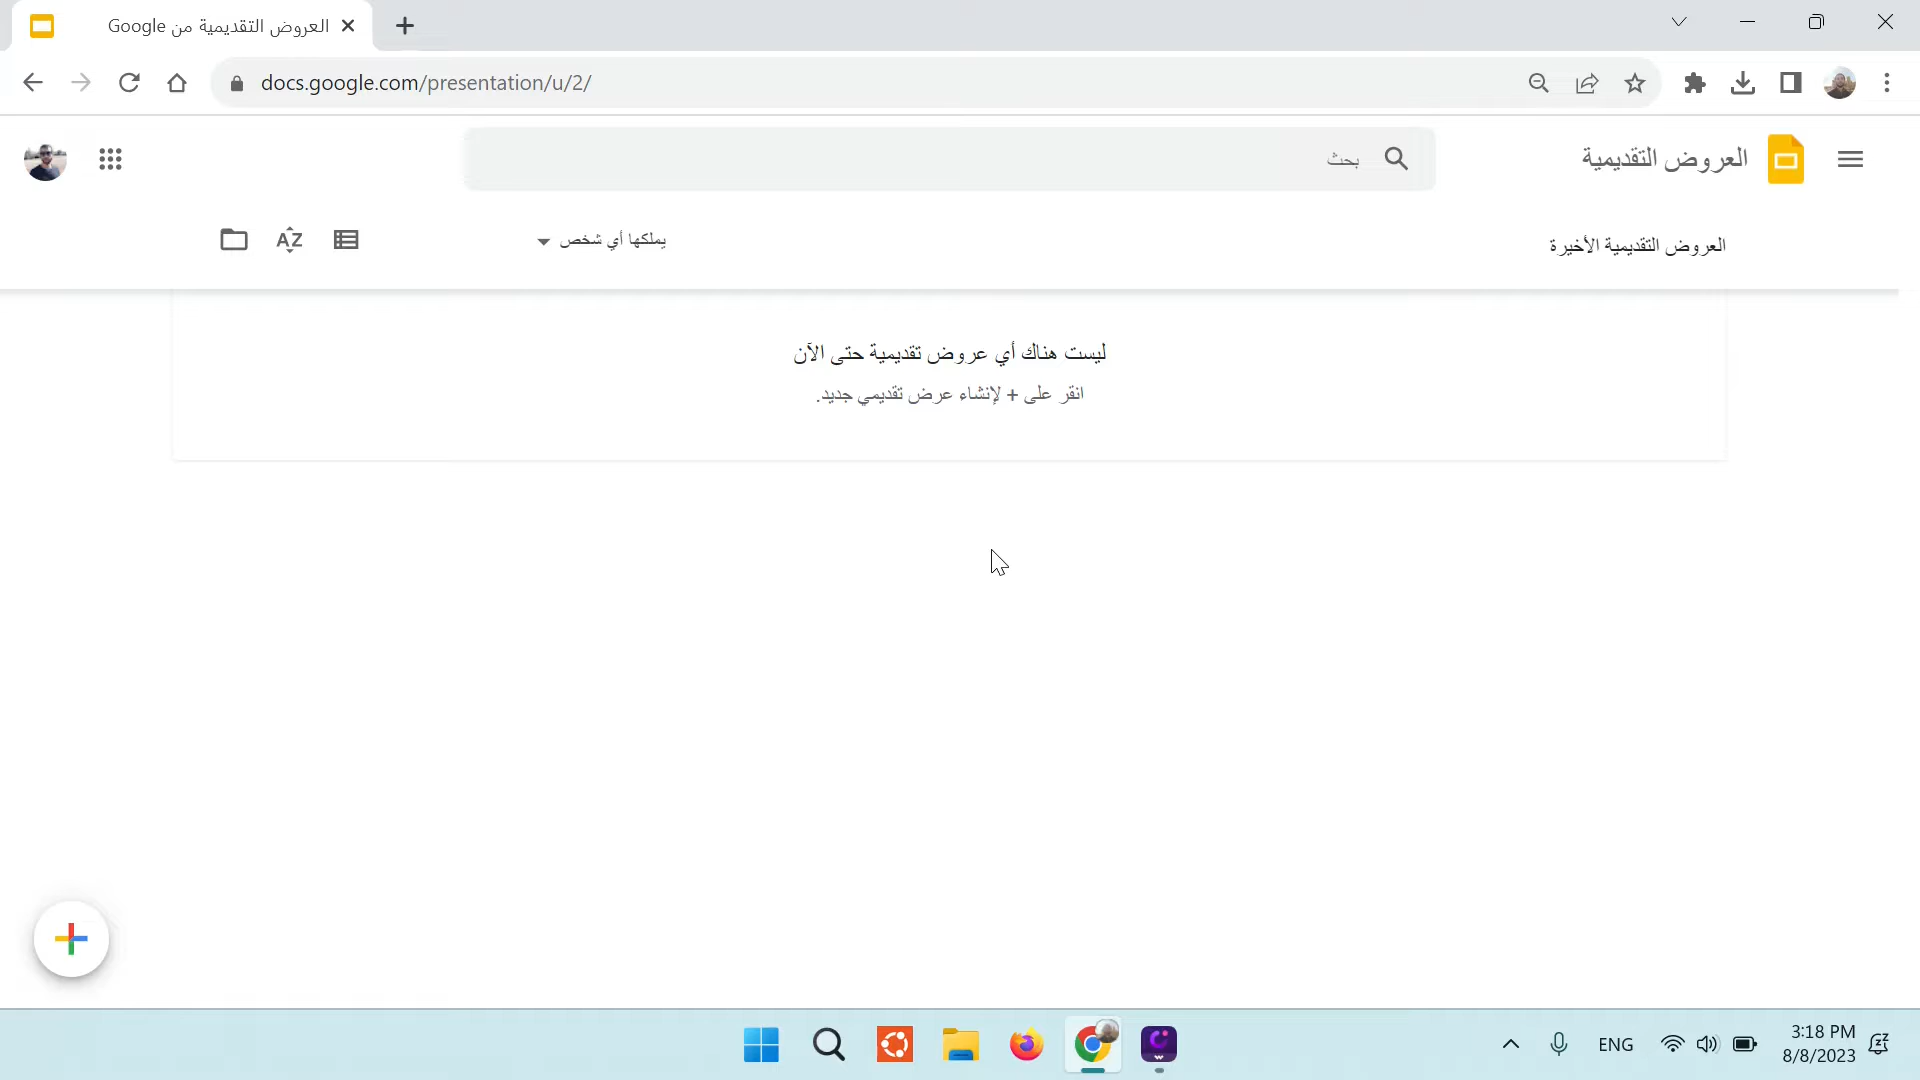 العروض التقديمية من Google
docs.google.com/presentation/u/2/
العروض التقديمية
بحث
العروض التقديمية الأخيرة
يملكها أي شخص
AZ
ليست هناك أي عروض تقديمية حتى الآن
انقر على + لإنشاء عرض تقديمي جديد.
ENG
3:18 PM
8/8/2023